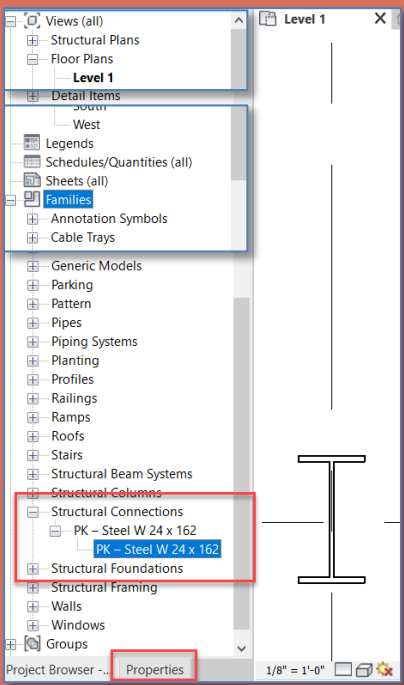 Views (all)
Structural Plans
Floor Plans
Level 1
Detail Items
South
West
Legends
Schedules/Quantities (all)
Sheets (all)
Families
Annotation Symbols
Cable Trays
Generic Models
Parking
Pattern
Pipes
Piping Systems
Planting
Profiles
Railings
Ramps
Roofs
Stairs
Structural Beam Systems
Structural Columns
Structural Connections
PK – Steel W 24 x 162
PK – Steel W 24 x 162
Structural Foundations
Structural Framing
Walls
Windows
Groups
Project Browser -... Properties
Level 1 X
1/8" = 1'-0"